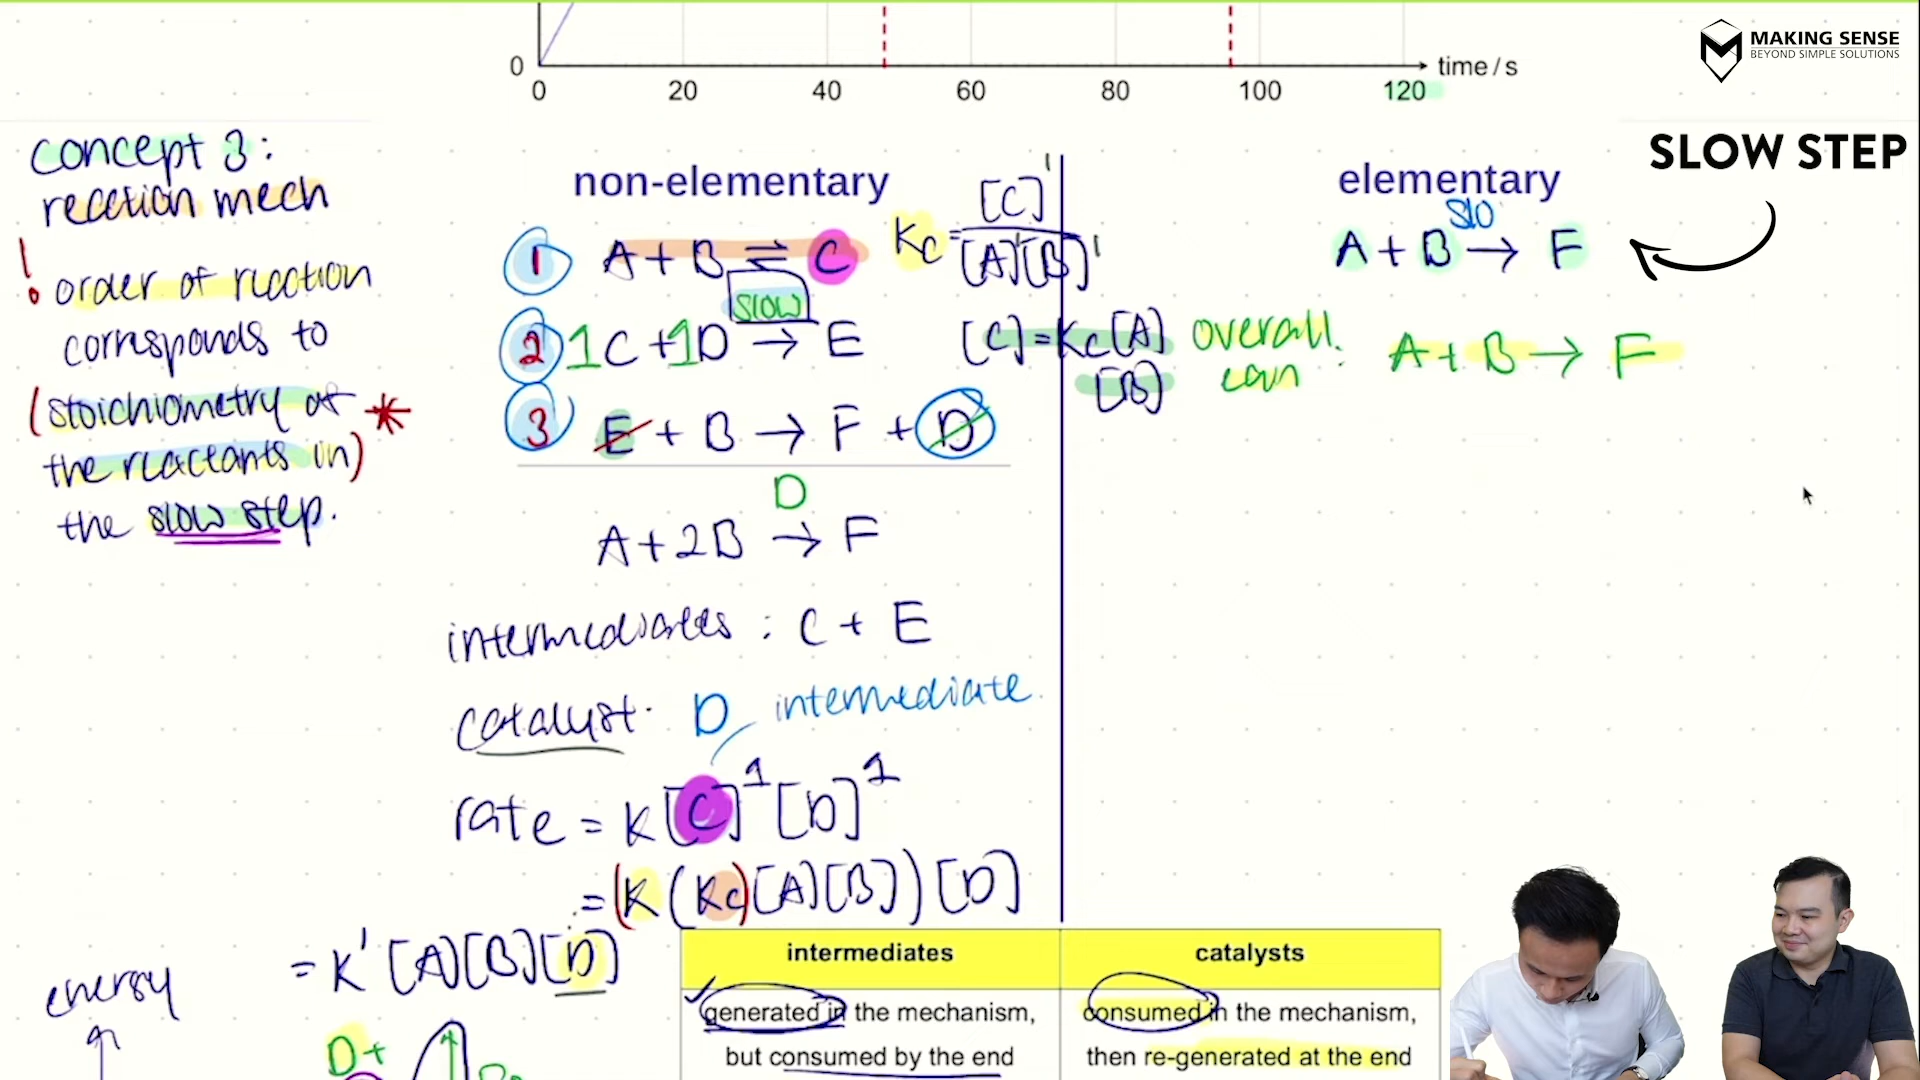 0
0 20 40 60 80 100 120
time / s
MAKING SENSE
BEYOND SIMPLE SOLUTIONS
SLOW STEP
concept 3:
reaction mech
! order of reaction
corresponds to
(stoichiometry of *
the reactants in)
the slow step.
non-elementary
1 A + B ⇌ C
slow
2 1C + 1D → E
3 E + B → F + D
D
A + 2B → F
Kc = [C]¹
[A]¹[B]¹
[C] = Kc[A]
[B]
intermediates : C + E
catalyst. D intermediate.
rate = K[C]¹[D]¹
= (K(Kc)[A][B])[D]
= K'[A][B][D]
elementary
slo
A + B → F
overall
eqn : A + B → F
energy
D +
intermediates
catalysts
generated in the mechanism,
but consumed by the end
consumed in the mechanism,
then re-generated at the end